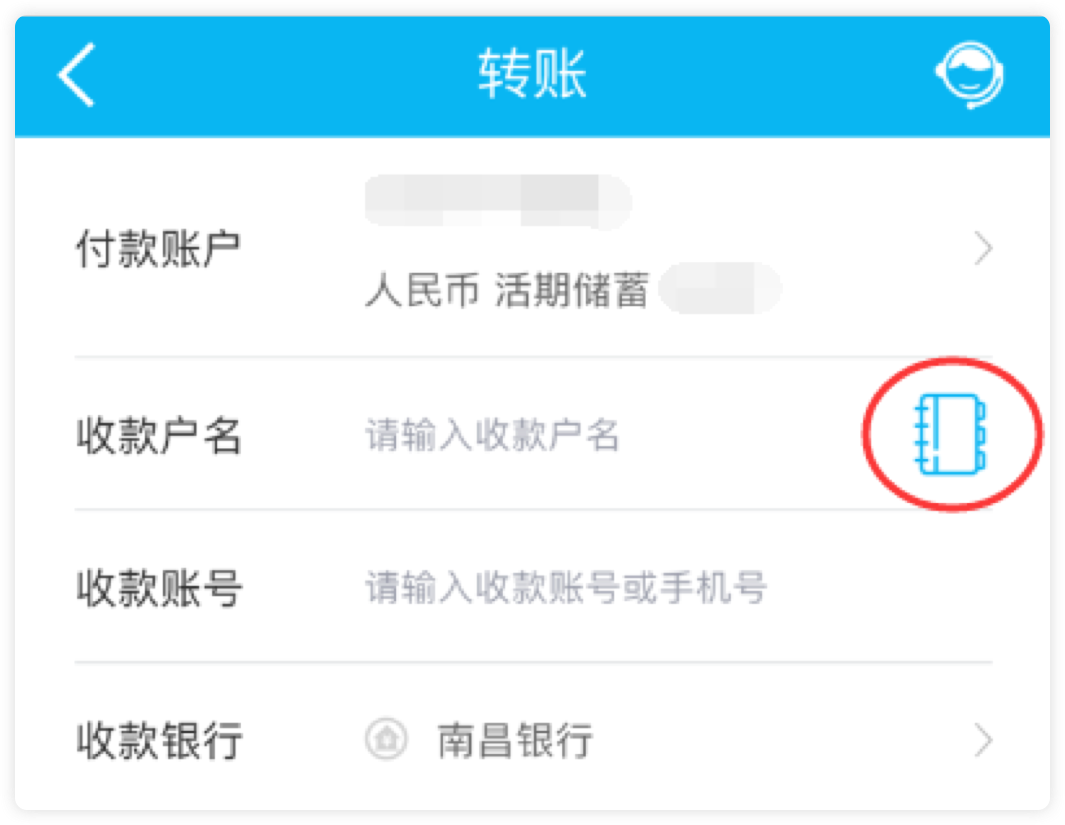 转账
付款账户
人民币 活期储蓄
收款户名 请输入收款户名
收款账号 请输入收款账号或手机号
收款银行 南昌银行